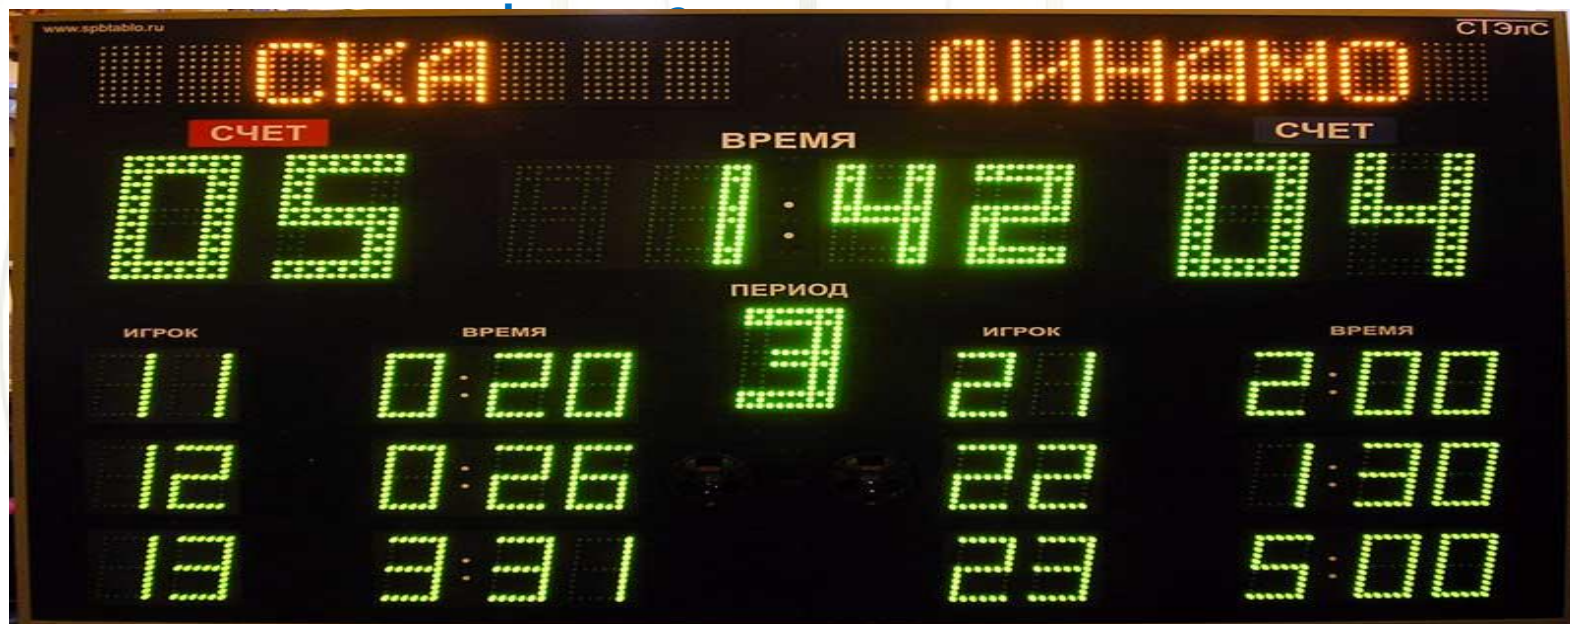 www.spbtablo.ru
СТЭлС
СКА ДИНАМО
СЧЕТ ВРЕМЯ СЧЕТ
05 1:42 04
ПЕРИОД
3
ИГРОК ВРЕМЯ ИГРОК ВРЕМЯ
11 0:20 21 2:00
12 0:26 22 1:30
13 3:31 23 5:00